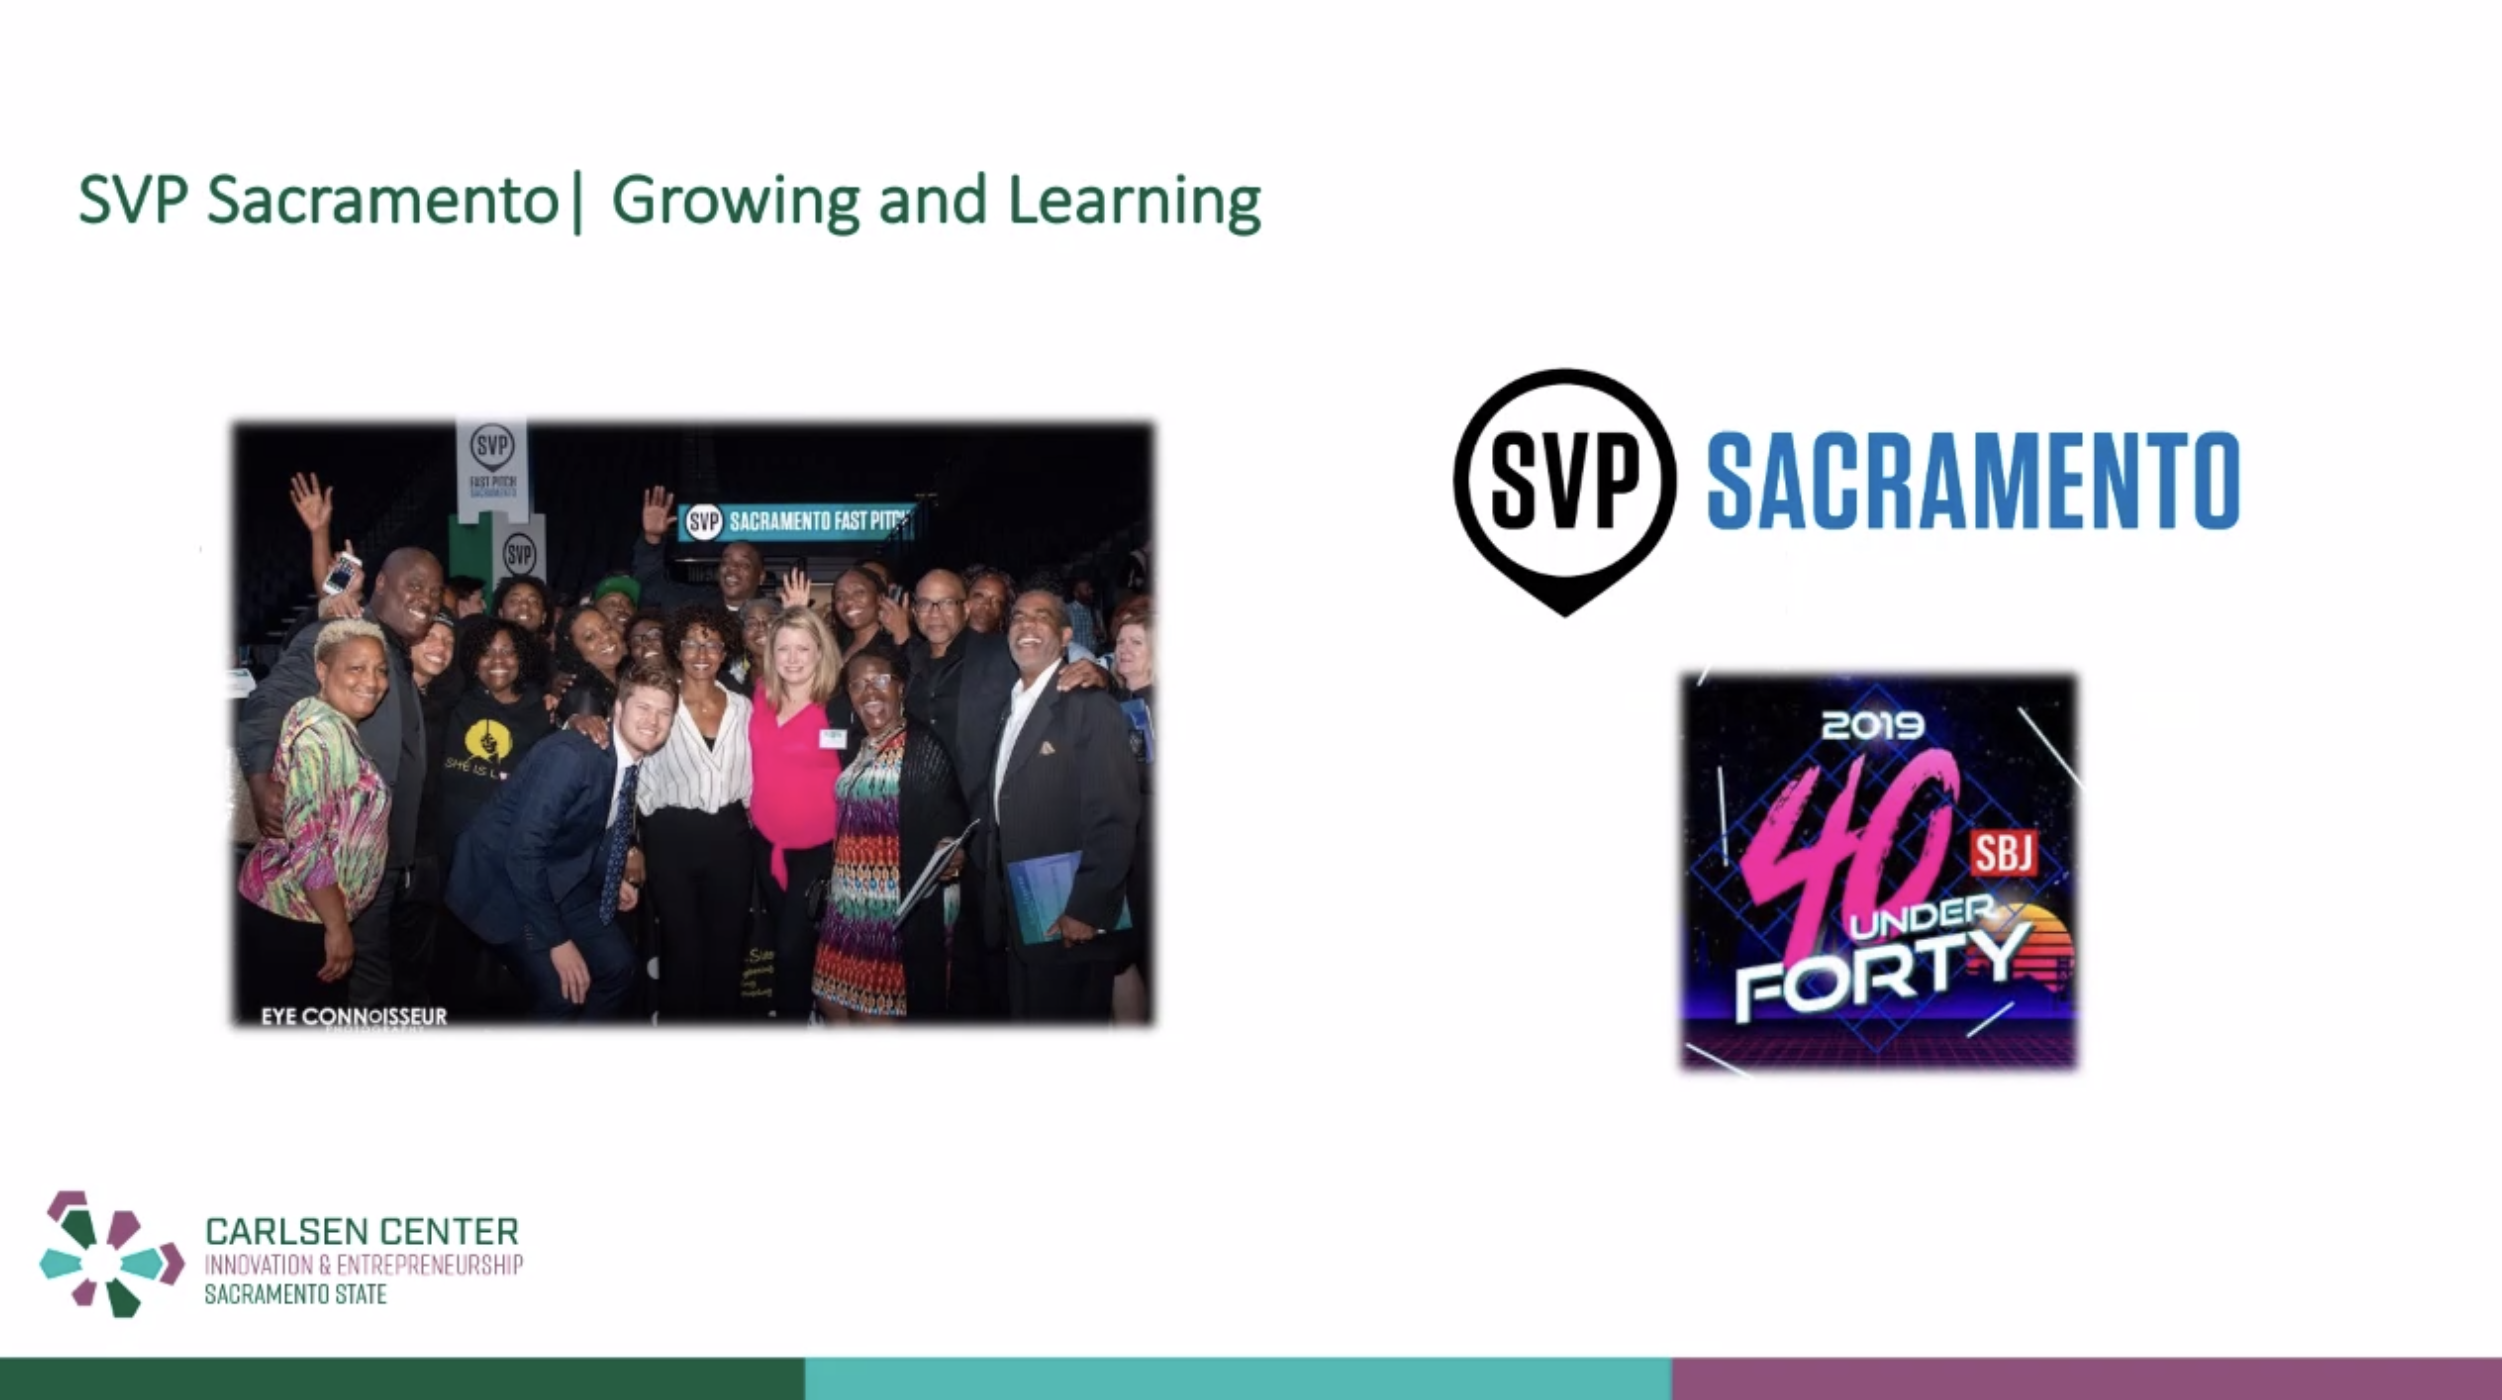 SVP Sacramento| Growing and Learning
SVP
FAST PITCH
SACRAMENTO
SVP
SVP SACRAMENTO FAST PITCH
SHE IS
EYE CONNOISSEUR
PHOTOGRAPHY
SVP SACRAMENTO
2019
40
SBJ
UNDER
FORTY
CARLSEN CENTER
INNOVATION & ENTREPRENEURSHIP
SACRAMENTO STATE